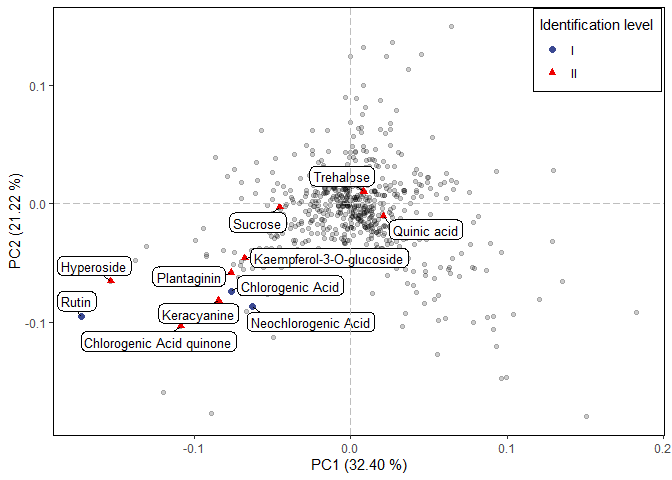 Identification level
I
II
0.1
0.0
-0.1
PC2 (21.22 %)
Trehalose
Sucrose
Quinic acid
Kaempferol-3-O-glucoside
Hyperoside
Plantaginin
Chlorogenic Acid
Rutin
Keracyanine
Neochlorogenic Acid
Chlorogenic Acid quinone
-0.1
0.0
0.1
0.2
PC1 (32.40 %)